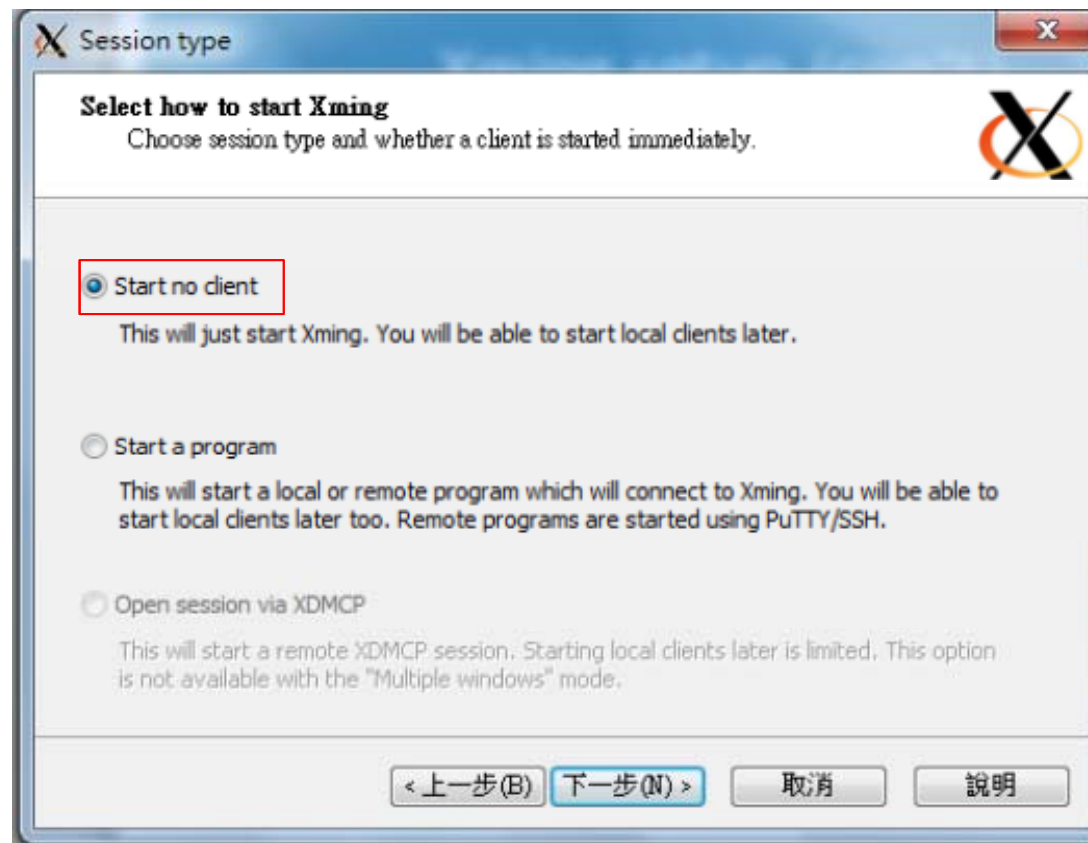 Session type
Select how to start Xming
Choose session type and whether a client is started immediately.
Start no client
This will just start Xming. You will be able to start local clients later.
Start a program
This will start a local or remote program which will connect to Xming. You will be able to
start local clients later too. Remote programs are started using PuTTY/SSH.
Open session via XDMCP
This will start a remote XDMCP session. Starting local clients later is limited. This option
is not available with the "Multiple windows" mode.
<上一步(B) 下一步(N)> 取消 說明